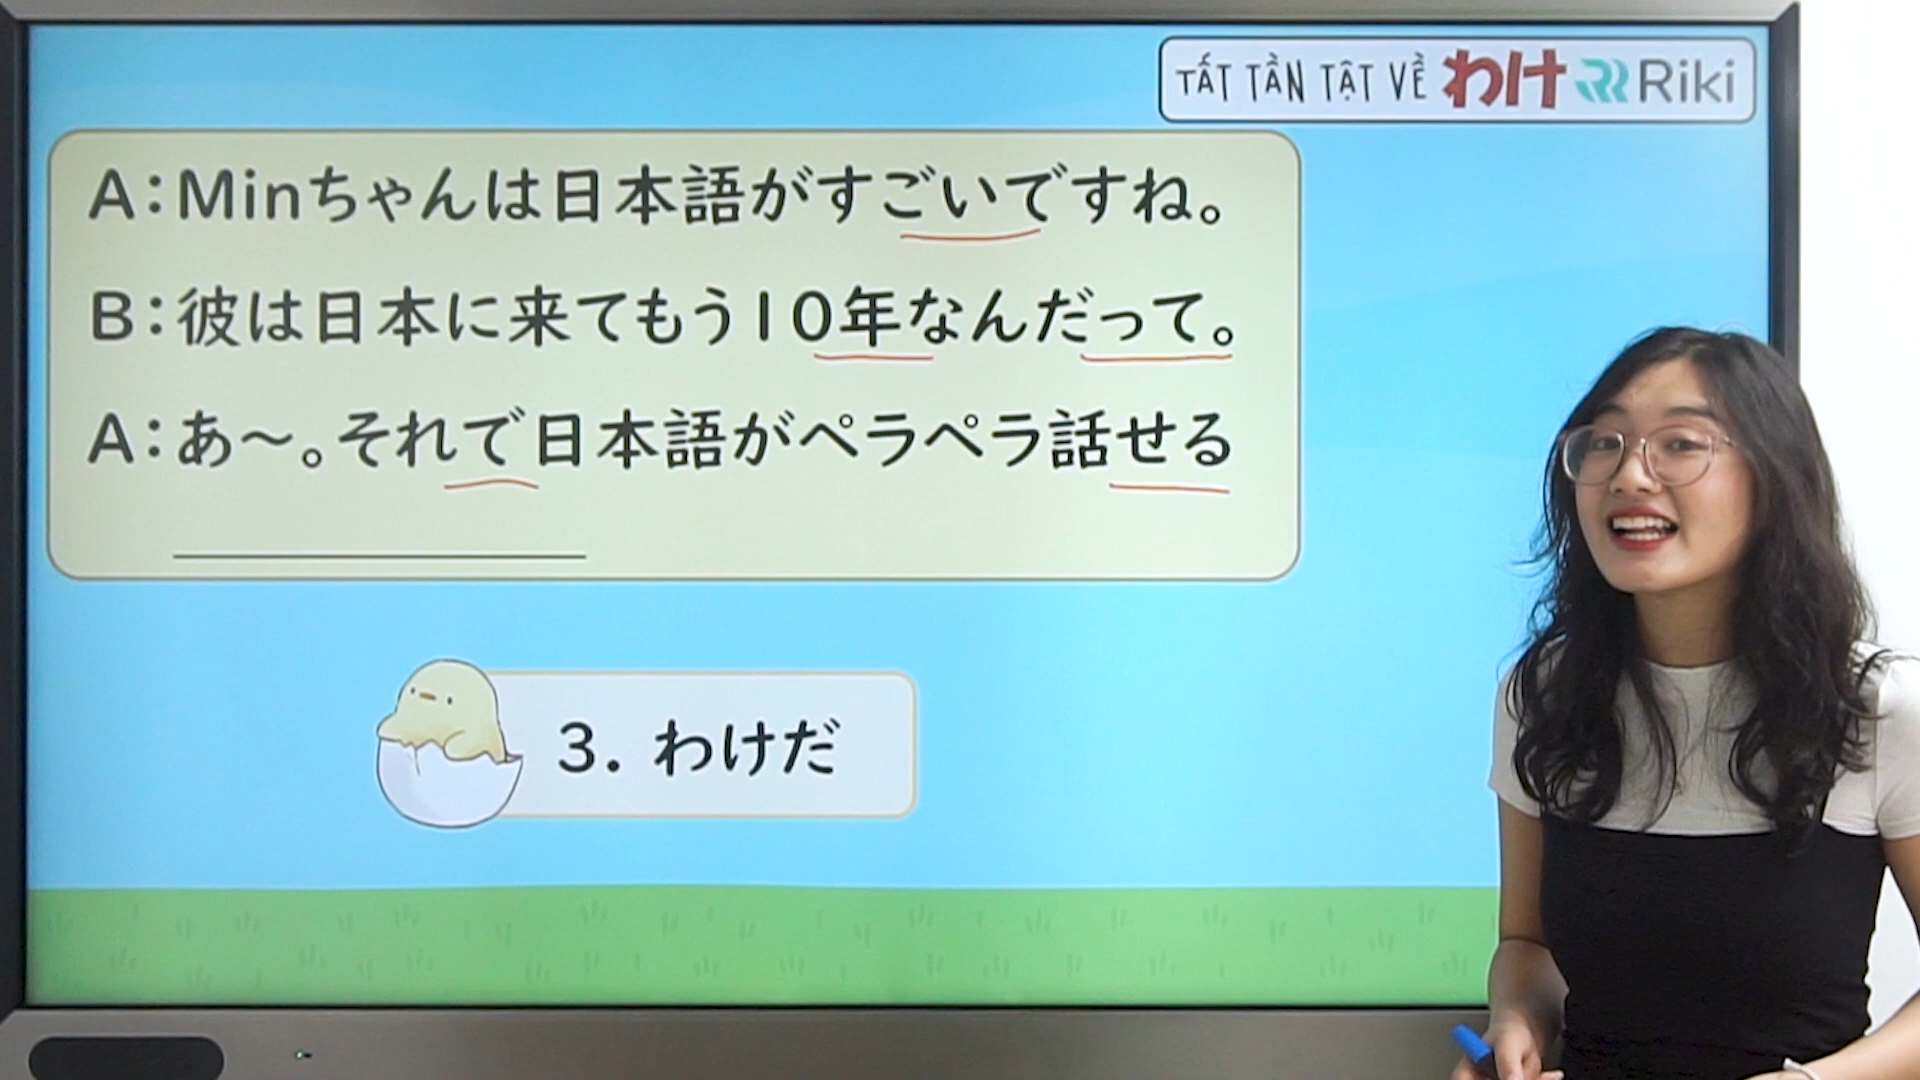 TẤT TẦN TẬT VỀ わけ Riki
A：Minちゃんは日本語がすごいですね。
B：彼は日本に来てもう10年なんだって。
A：あ～。それで日本語がペラペラ話せる
3. わけだ